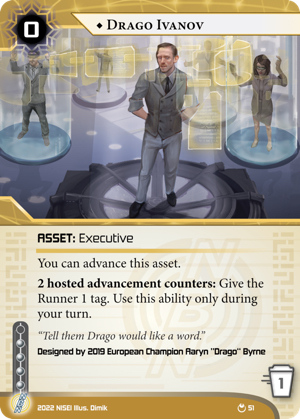 ◆ Drago Ivanov
0
ASSET: Executive
You can advance this asset.
2 hosted advancement counters: Give the
Runner 1 tag. Use this ability only during
your turn.
“Tell them Drago would like a word.”
Designed by 2019 European Champion Aaryn "Drago" Byrne
1
2022 NISEI Illus. Dimik
51